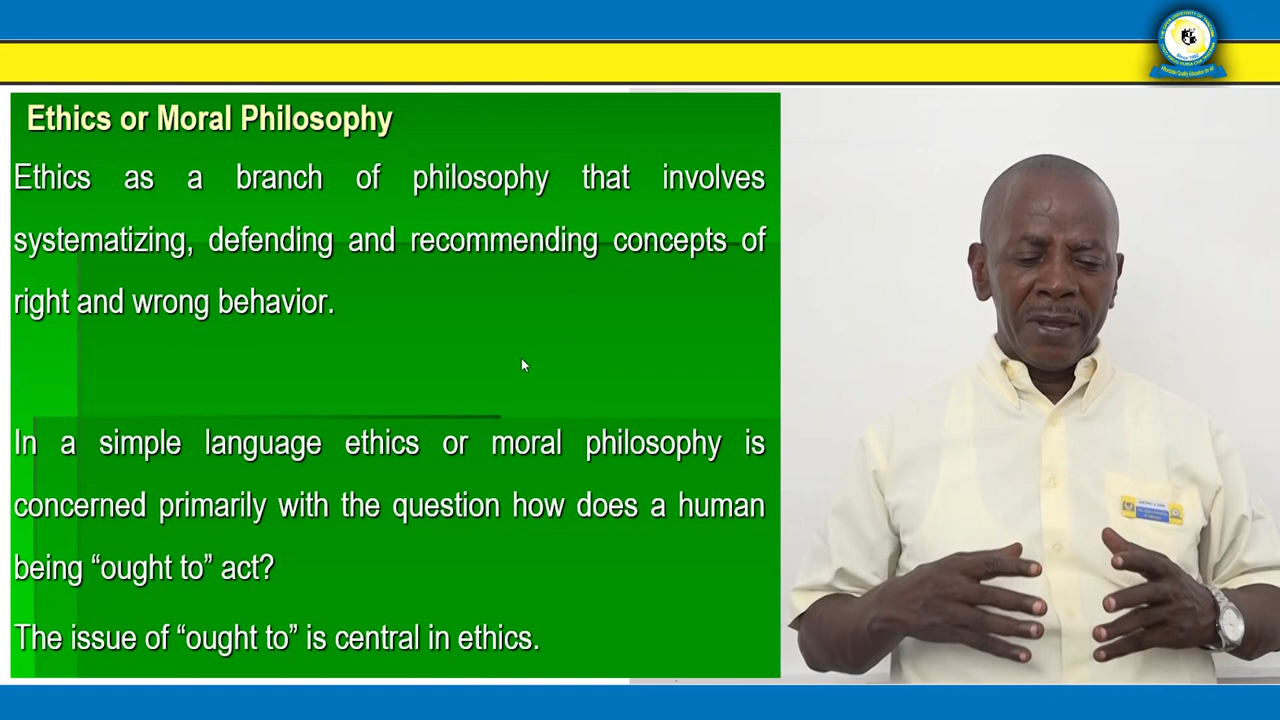 Ethics or Moral Philosophy
Ethics as a branch of philosophy that involves
systematizing, defending and recommending concepts of
right and wrong behavior.
In a simple language ethics or moral philosophy is
concerned primarily with the question how does a human
being “ought to” act?
The issue of “ought to” is central in ethics.